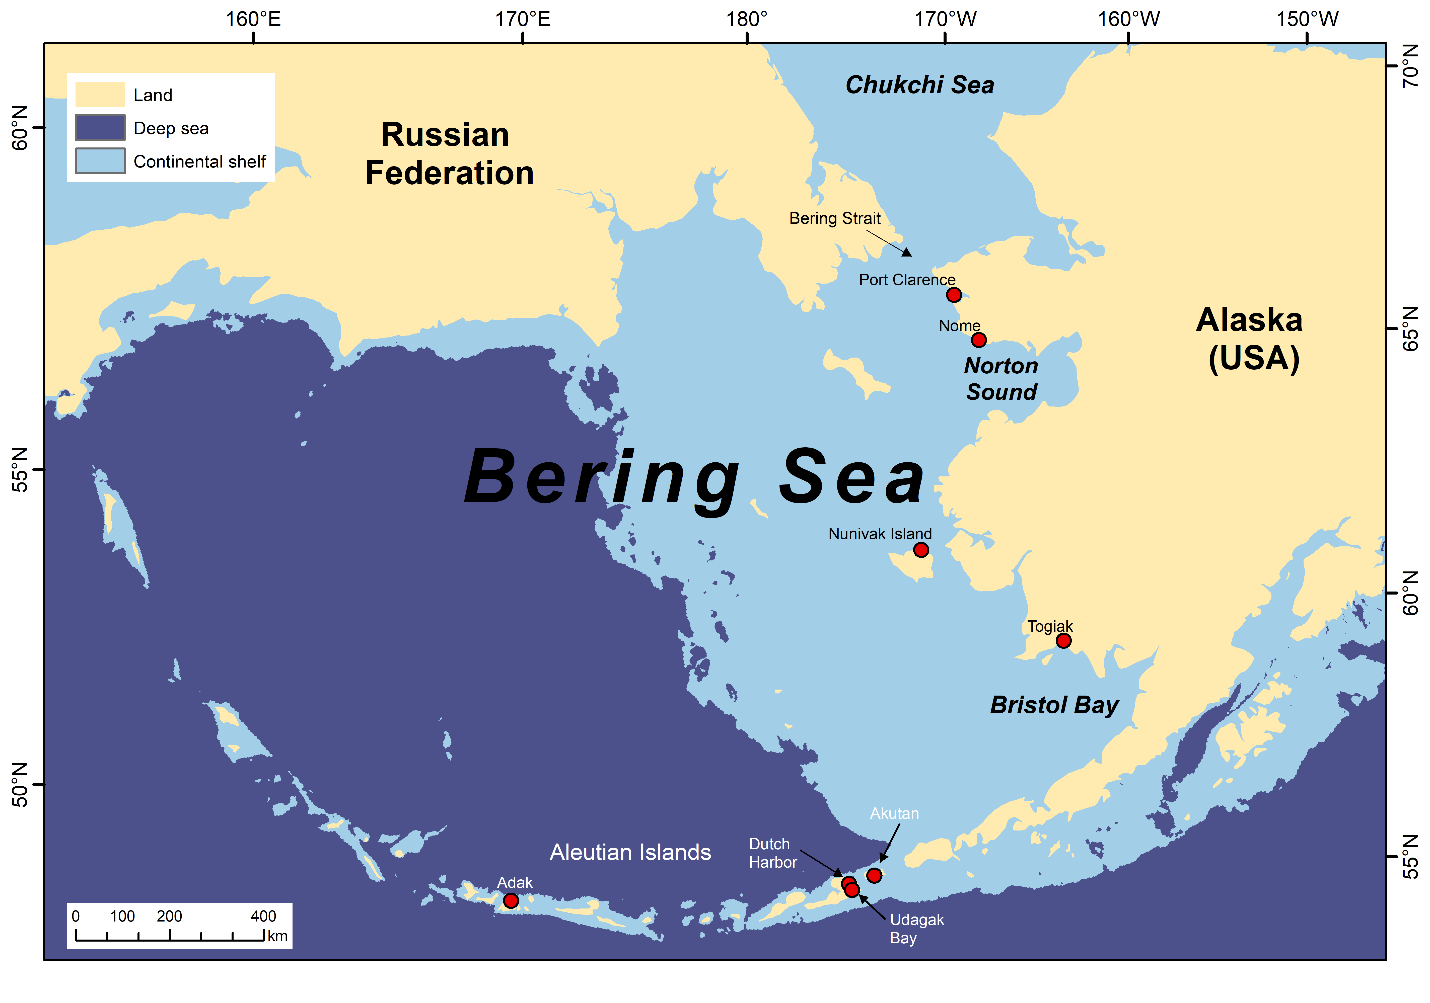 160°E
170°E
180°
170°W
160°W
150°W
70°N
60°N
Land
Deep sea
Continental shelf
Chukchi Sea
Russian
Federation
Bering Strait
Port Clarence
Nome
Norton
Sound
Alaska
(USA)
65°N
55°N
Bering Sea
Nunivak Island
60°N
Togiak
Bristol Bay
50°N
Akutan
Dutch
Harbor
Aleutian Islands
55°N
Adak
Udagak
Bay
0 100 200 400
km